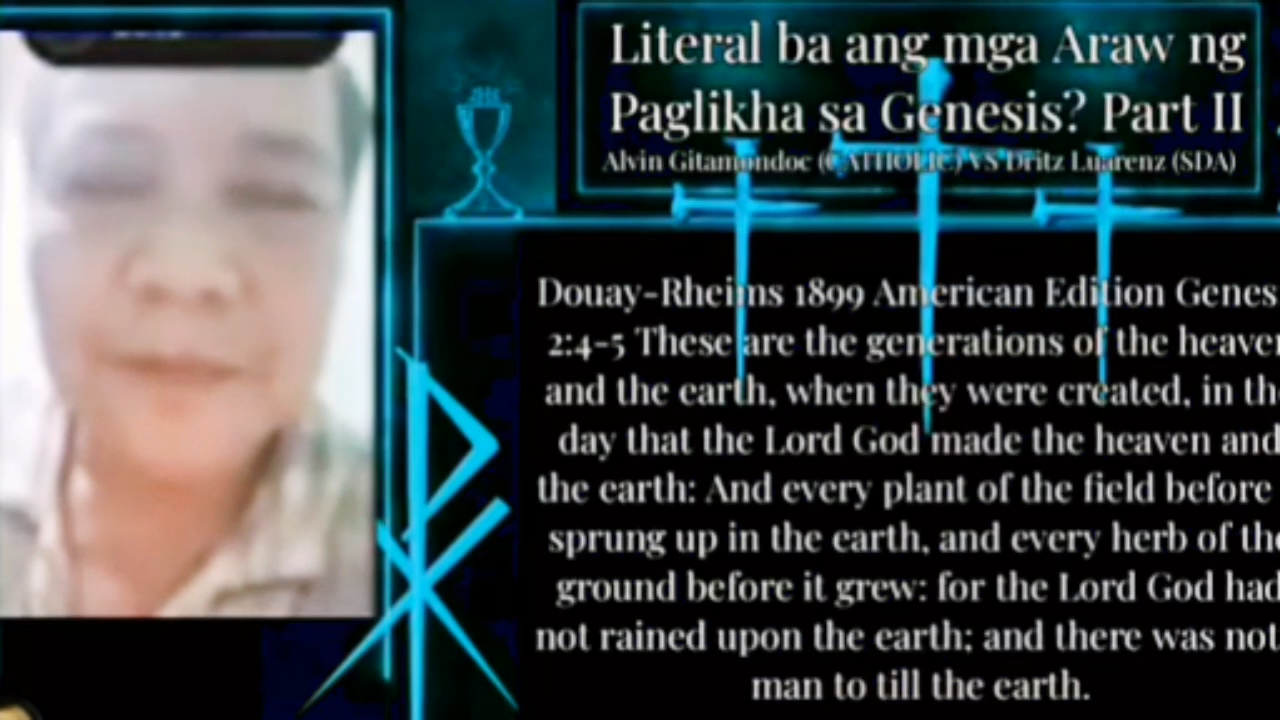 Literal ba ang mga Araw ng
Paglikha sa Genesis? Part II
Alvin Gitamondoc (CATHOLIC) VS Dritz Luarenz (SDA)
Douay-Rheims 1899 American Edition Genes
2:4-5 These are the generations of the heave
and the earth, when they were created, in th
day that the Lord God made the heaven and
the earth: And every plant of the field before
sprung up in the earth, and every herb of the
ground before it grew: for the Lord God had
not rained upon the earth; and there was not
man to till the earth.